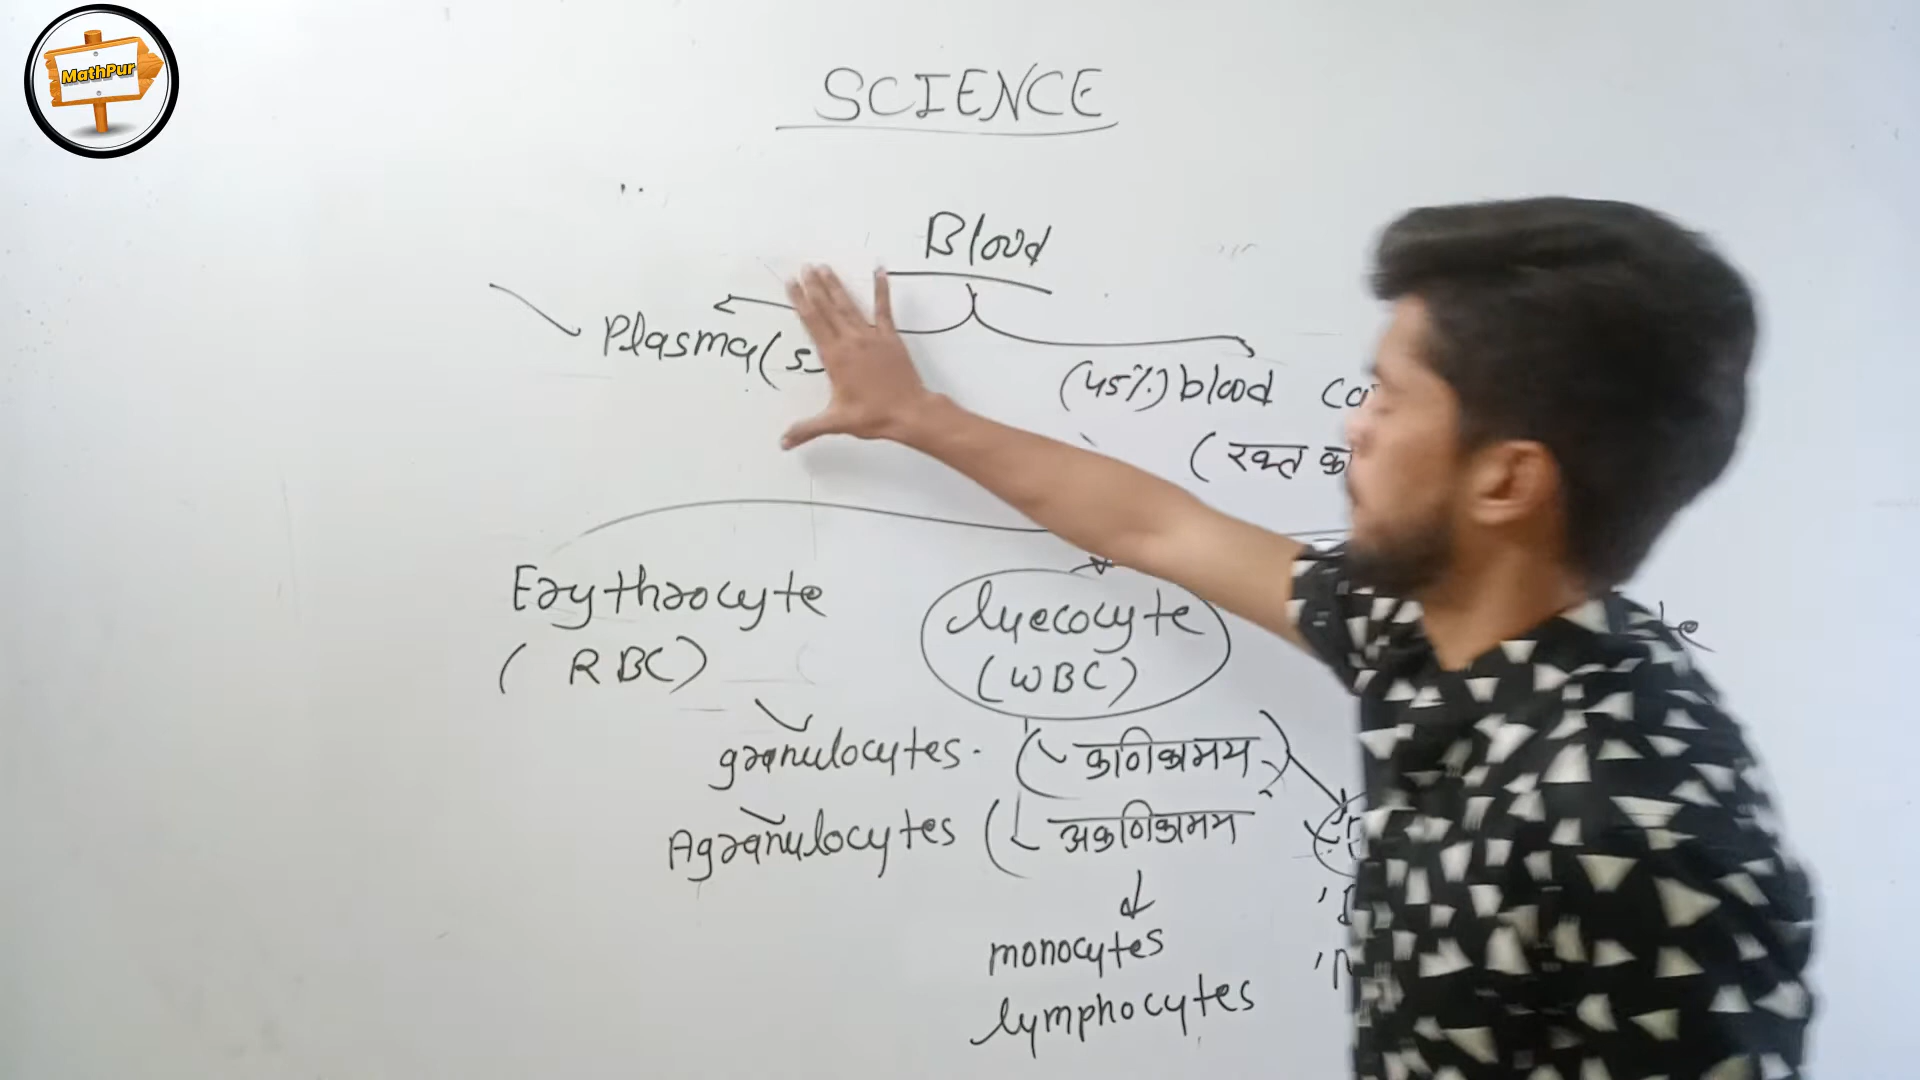 MathPur
SCIENCE
Blood
Plasma (5
(45%) blood
(रक्त
Erythrocyte
(RBC)
lyecocyte
(WBC)
granulocytes. (कणिकामय)
Agranulocytes (अकणिकामय
monocytes
lymphocytes